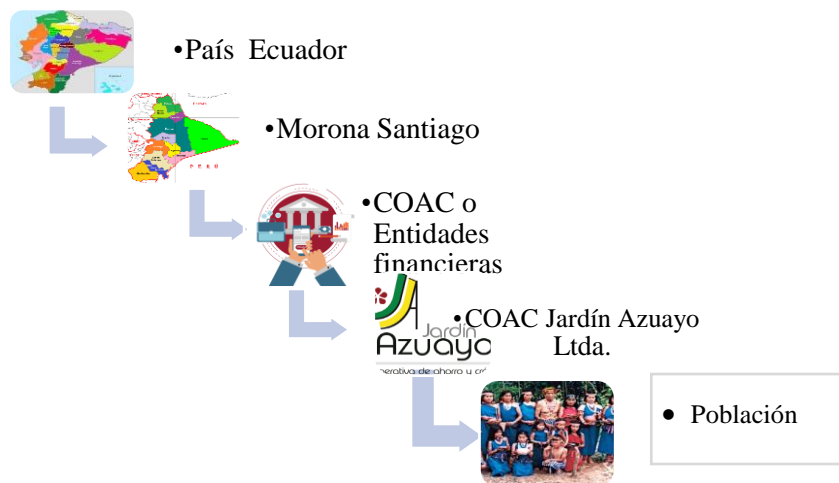 •País Ecuador
•Morona Santiago
•COAC o
Entidades
financieras
Jardín
Azuayo
•COAC Jardín Azuayo
Ltda.
• Población